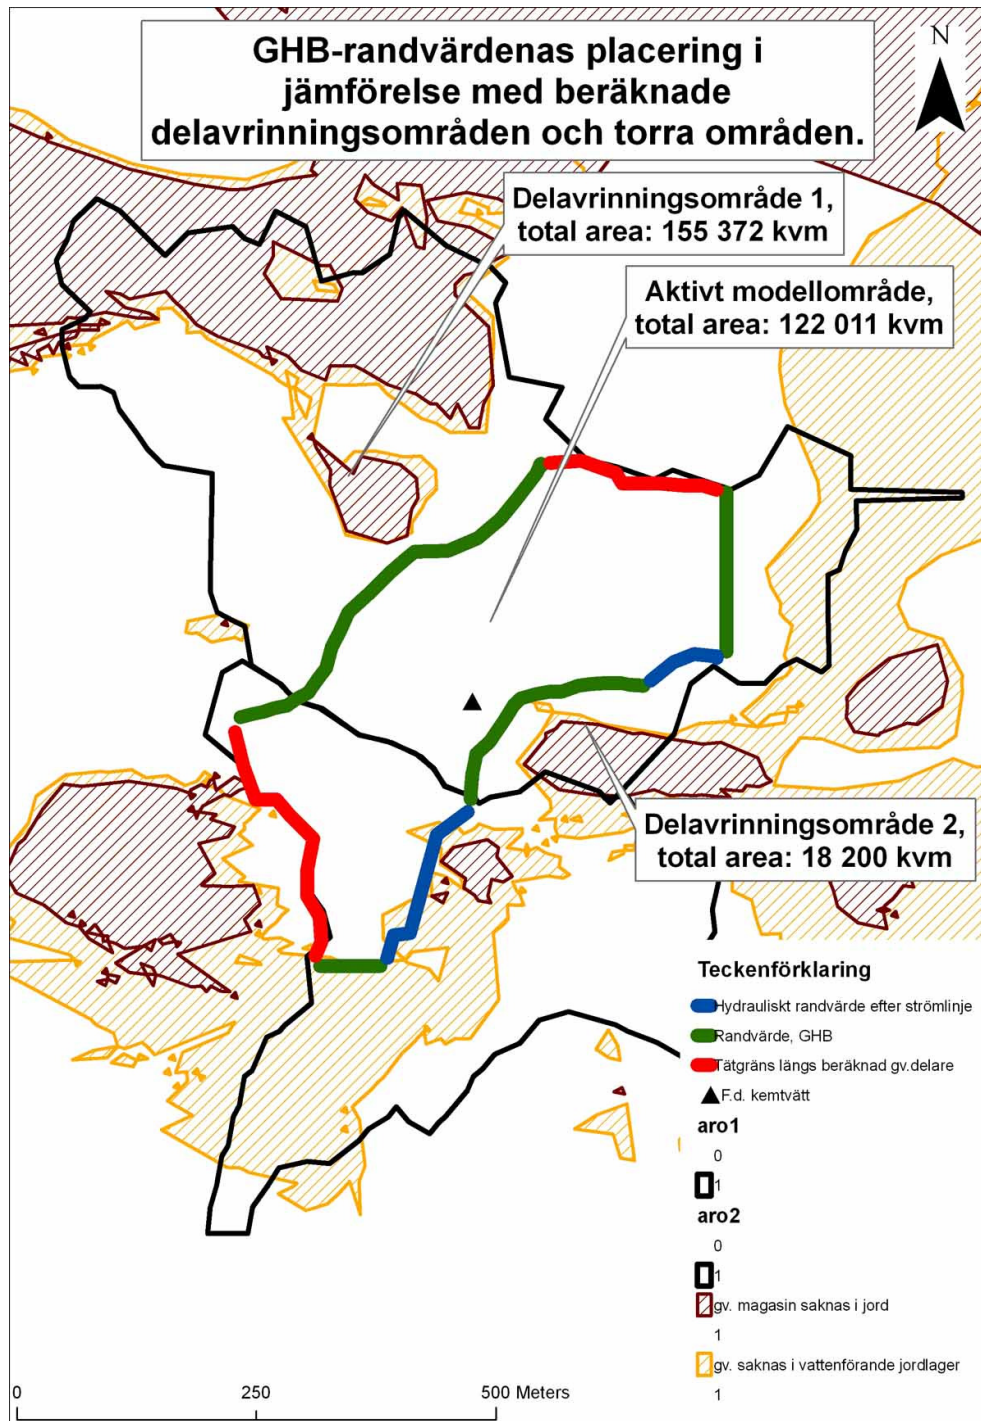 GHB-randvärdenas placering i
jämförelse med beräknade
delavrinningsområden och torra områden.
N
Delavrinningsområde 1,
total area: 155 372 kvm
Aktivt modellområde,
total area: 122 011 kvm
Delavrinningsområde 2,
total area: 18 200 kvm
Teckenförklaring
Hydrauliskt randvärde efter strömlinje
Randvärde, GHB
Tätgräns längs beräknad gv.delare
F.d. kemtvätt
aro1
0
1
aro2
0
1
gv. magasin saknas i jord
1
gv. saknas i vattenförande jordlager
1
0 250 500 Meters